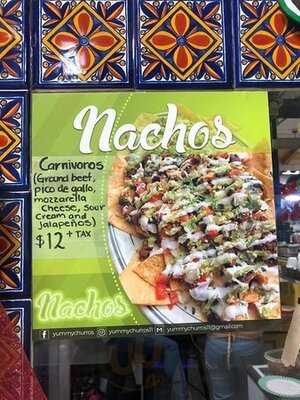 Nachos
Carnivoros
(Ground beef,
pico de gallo,
mozzarella
Cheese, sour
Cream and
jalapeños)
$12 + TAX
Nachos
yummychurros yummychurros11 yummychurros11@gmail.com